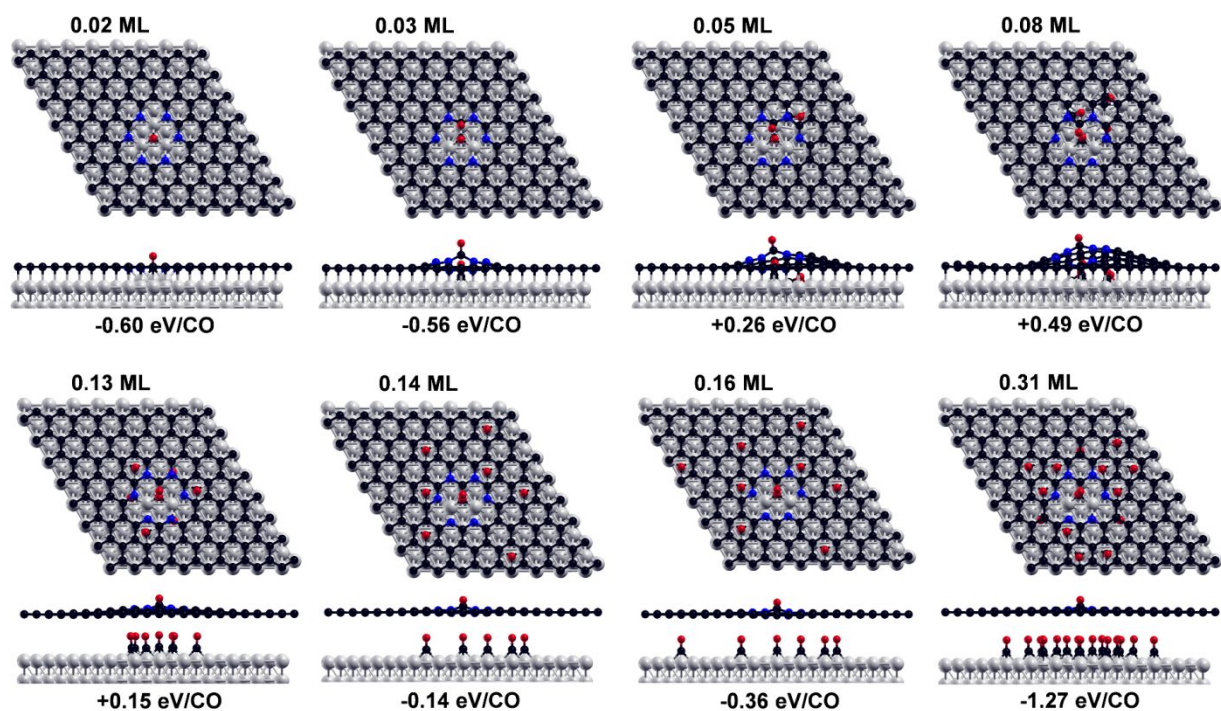 0.02 ML
0.03 ML
0.05 ML
0.08 ML
-0.60 eV/CO
-0.56 eV/CO
+0.26 eV/CO
+0.49 eV/CO
0.13 ML
0.14 ML
0.16 ML
0.31 ML
+0.15 eV/CO
-0.14 eV/CO
-0.36 eV/CO
-1.27 eV/CO